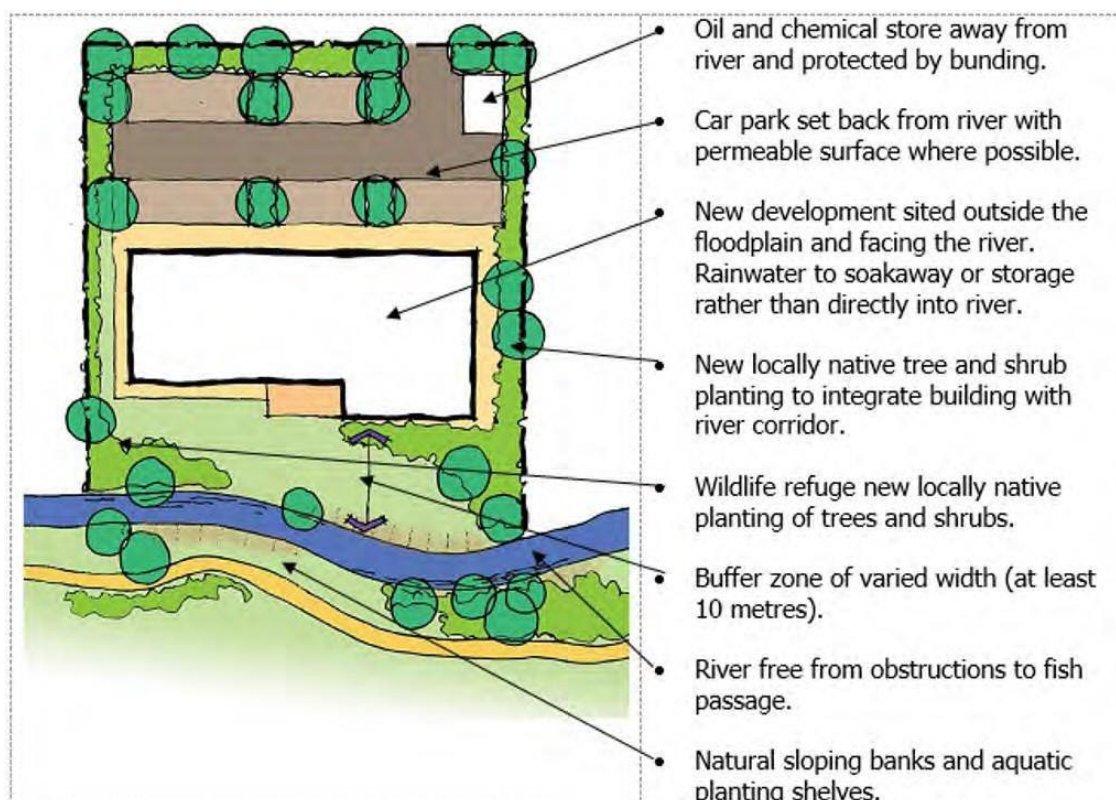 • Oil and chemical store away from
river and protected by bunding.
• Car park set back from river with
permeable surface where possible.
• New development sited outside the
floodplain and facing the river.
Rainwater to soakaway or storage
rather than directly into river.
• New locally native tree and shrub
planting to integrate building with
river corridor.
• Wildlife refuge new locally native
planting of trees and shrubs.
• Buffer zone of varied width (at least
10 metres).
• River free from obstructions to fish
passage.
• Natural sloping banks and aquatic
planting shelves.